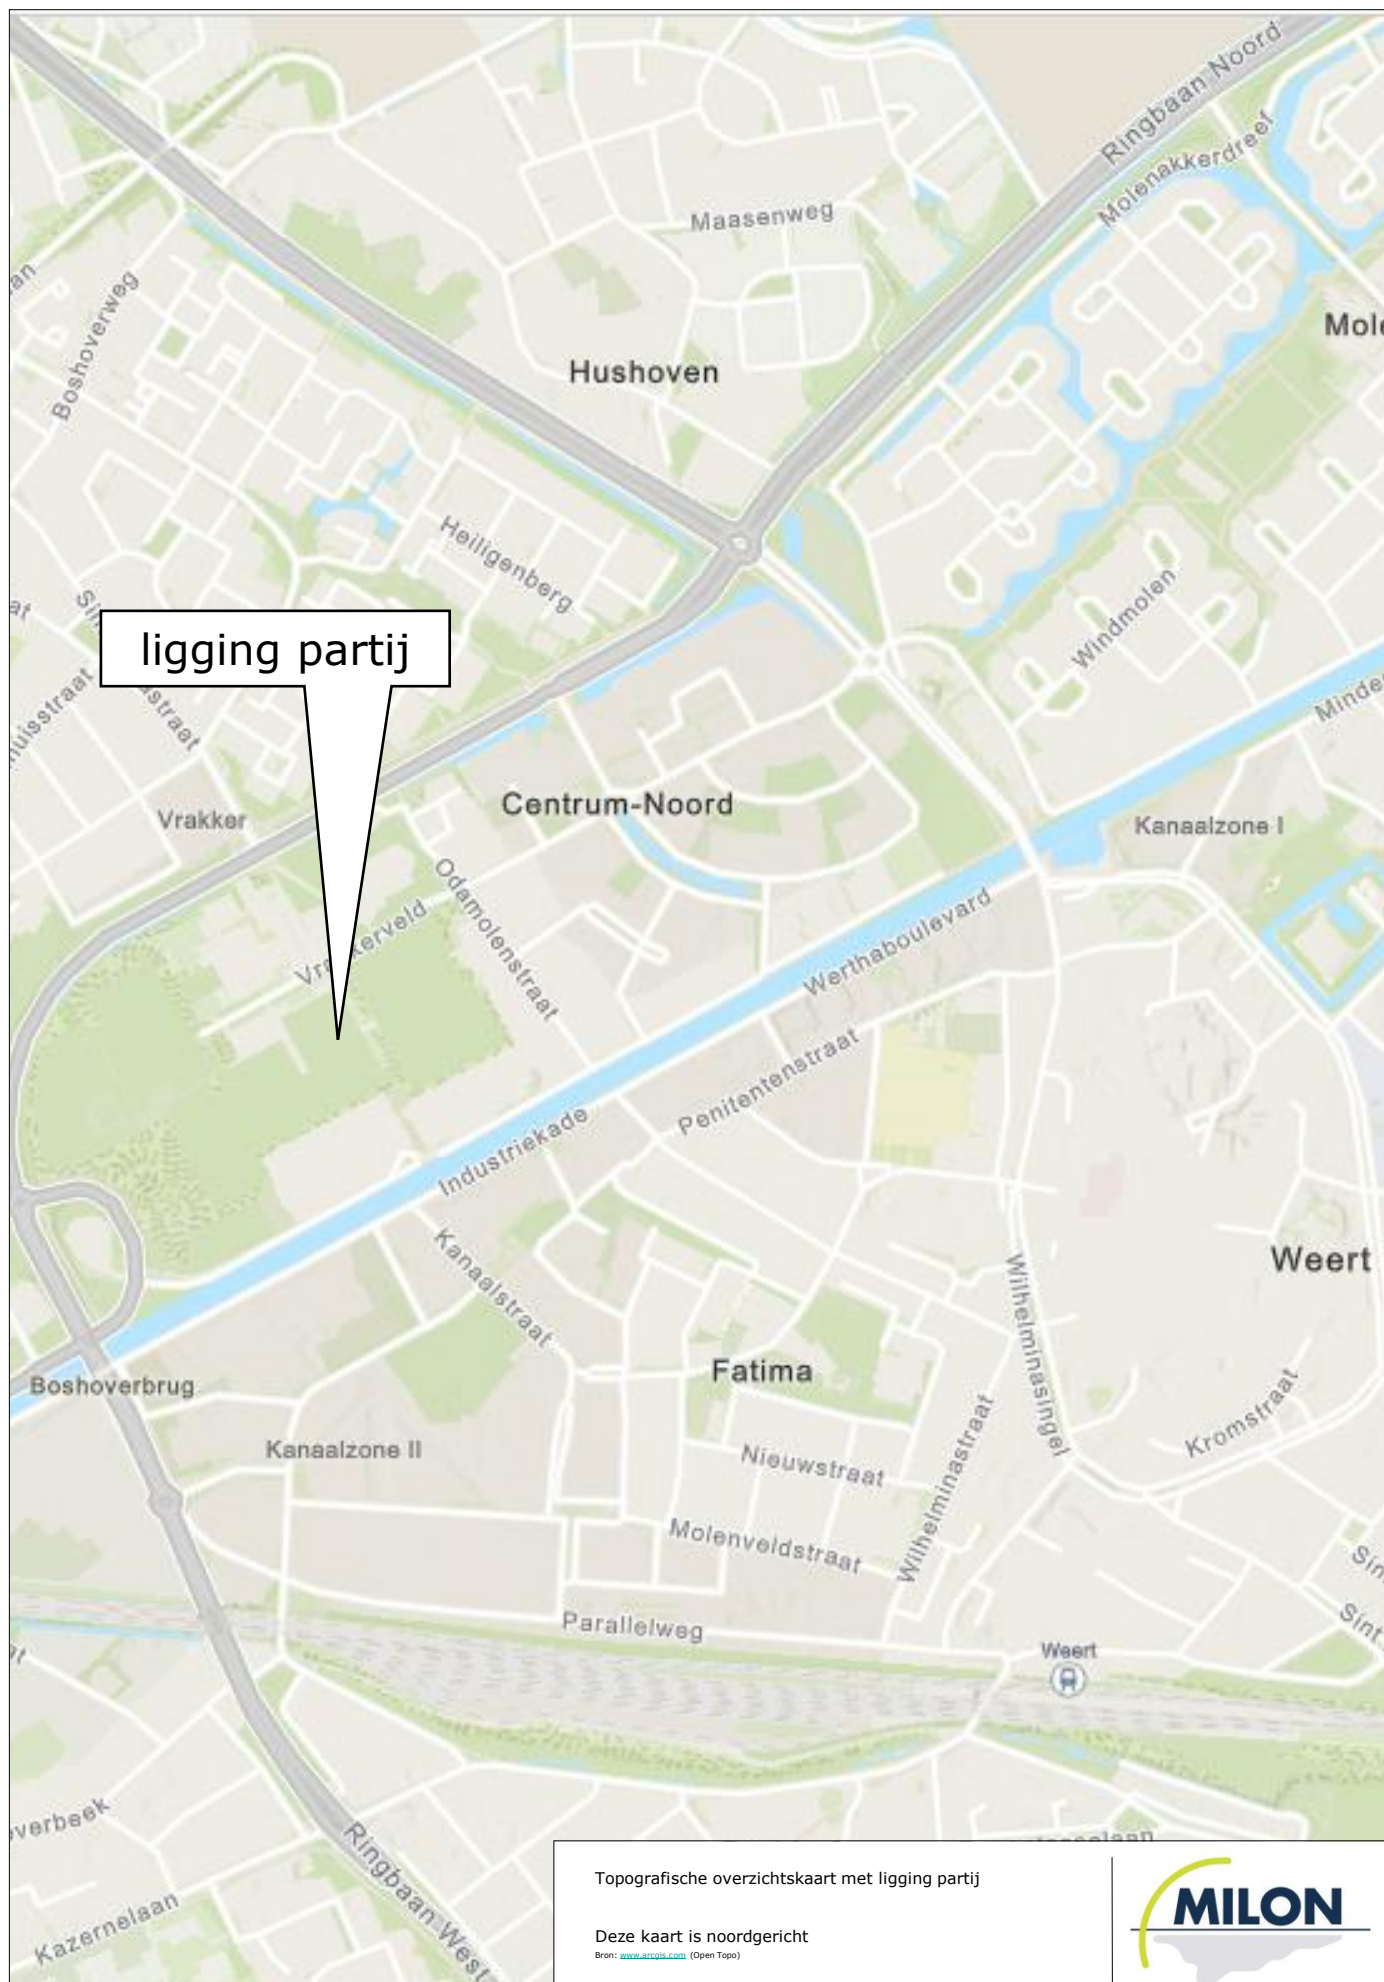 Ringbaan Noord
Molenakkerdreef
Maasenweg
Boshoverweg
Hushoven
Heiligenberg
Windmolen
ligging partij
Centrum-Noord
Vrakker
Kanaalzone I
Odamolenstraat
Werthaboulevard
Penitentenstraat
Industriekade
Kanaalstraat
Weert
Wilhelminasingel
Fatima
Boshoverbrug
Kromstraat
Kanaalzone II
Nieuwstraat
Wilhelminastraat
Molenveldstraat
Parallelweg
Weert
Ringbaan West
Kazernelaan
Topografische overzichtskaart met ligging partij
Deze kaart is noordgericht
Bron: www.arcgis.com (Open Topo)
MILON